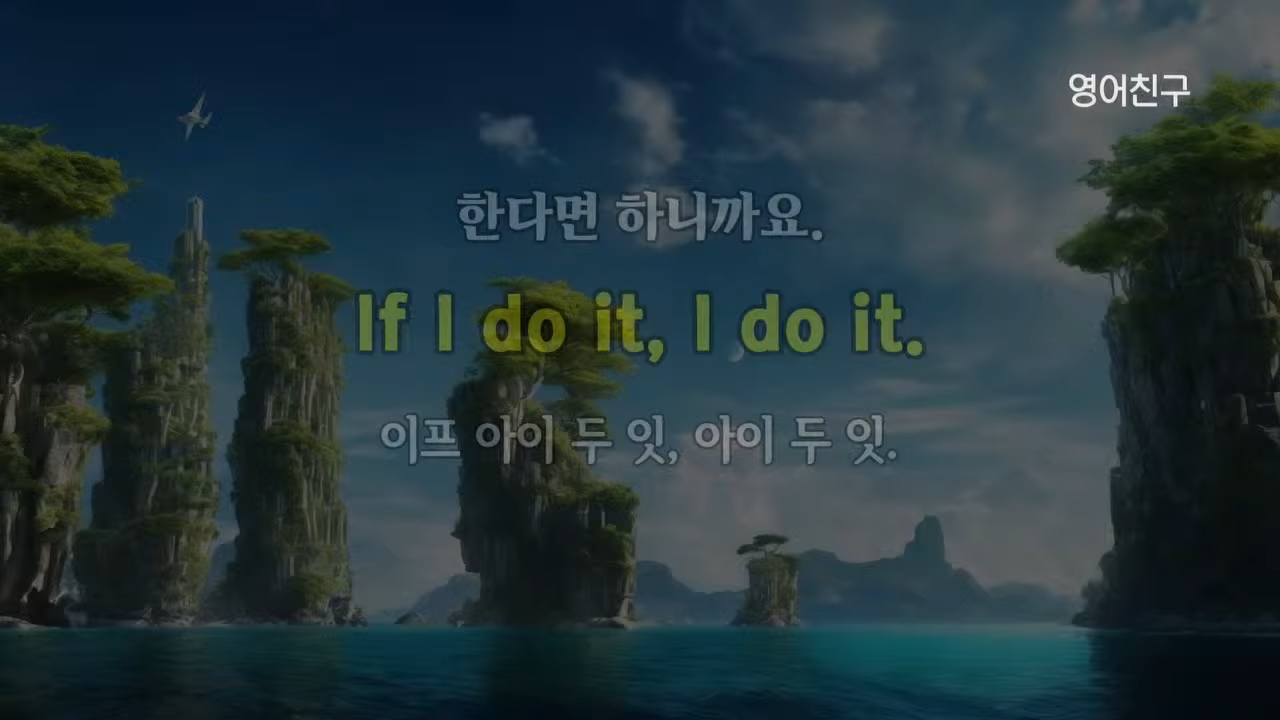 영어친구
한다면 하니까요.
If I do it, I do it.
이프 아이 두 잇, 아이 두 잇.